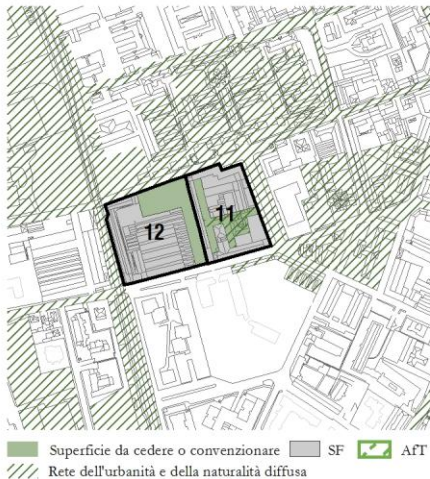 11
12
Superficie da cedere o convenzionare SF AfT
Rete dell'urbanità e della naturalità diffusa